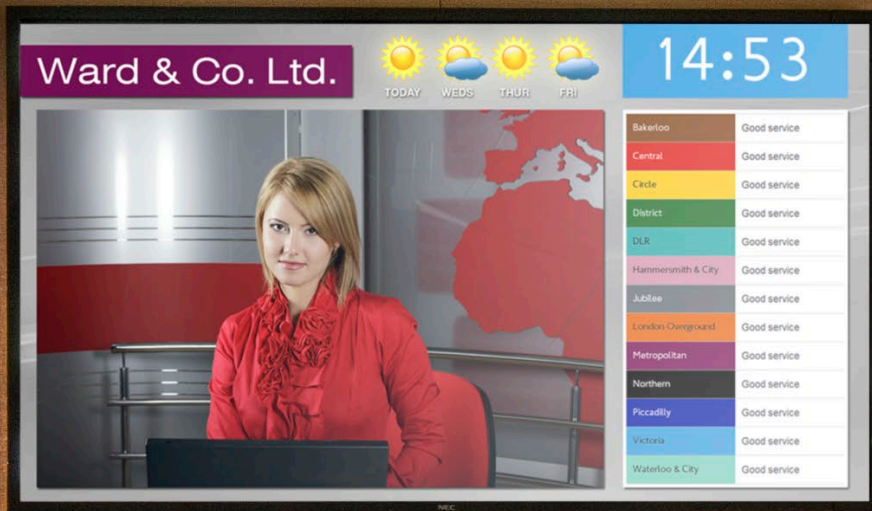 Ward & Co. Ltd.
TODAY WEDS THUR FRI
14:53
Bakerloo Good service
Central Good service
Circle Good service
District Good service
DLR Good service
Hammersmith & City Good service
Jubilee Good service
London Overground Good service
Metropolitan Good service
Northern Good service
Piccadilly Good service
Victoria Good service
Waterloo & City Good service
NEC